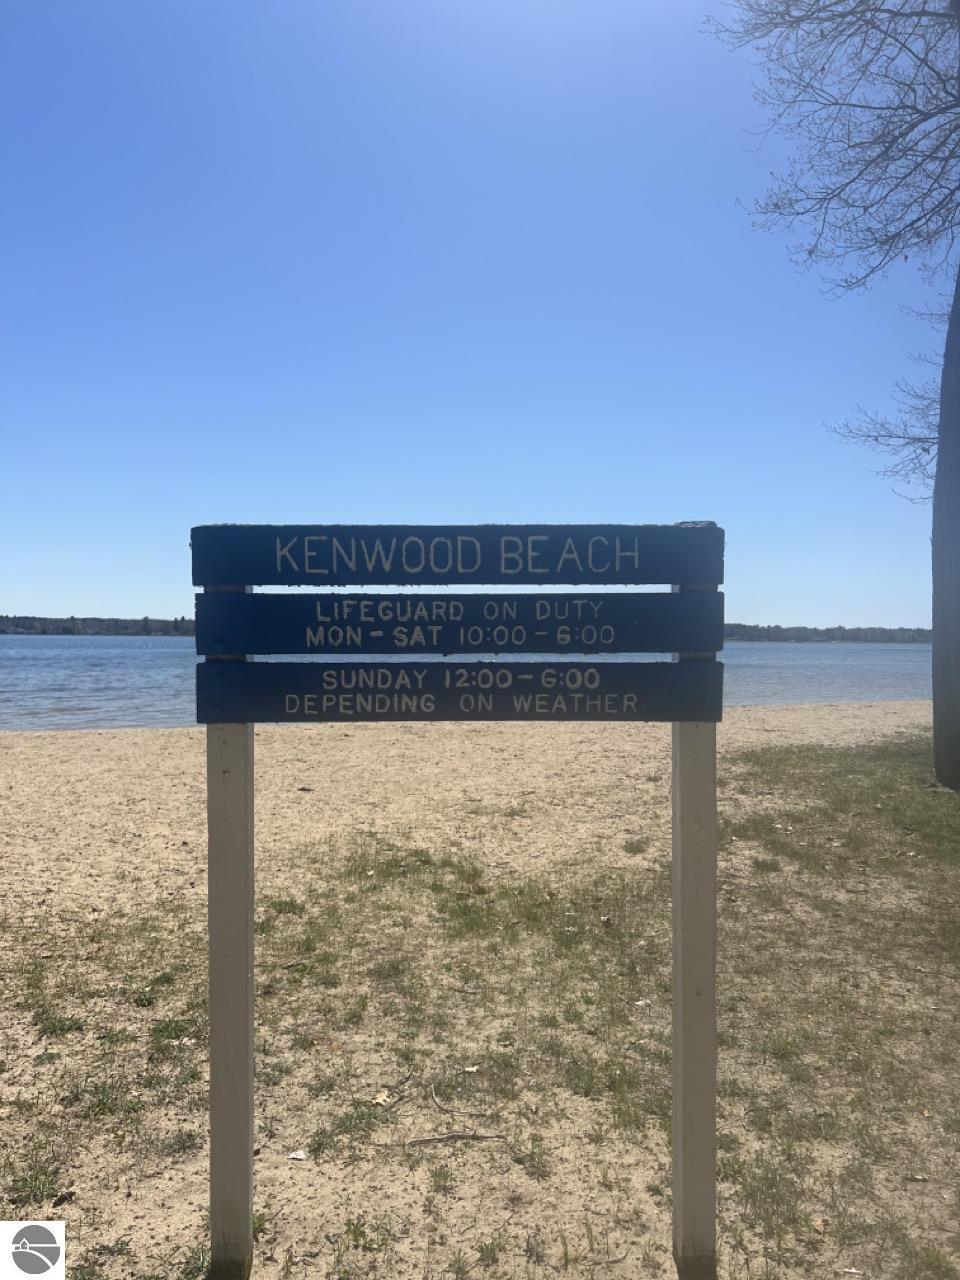 KENWOOD BEACH
LIFEGUARD ON DUTY
MON - SAT 10:00 - 6:00
SUNDAY 12:00 - 6:00
DEPENDING ON WEATHER